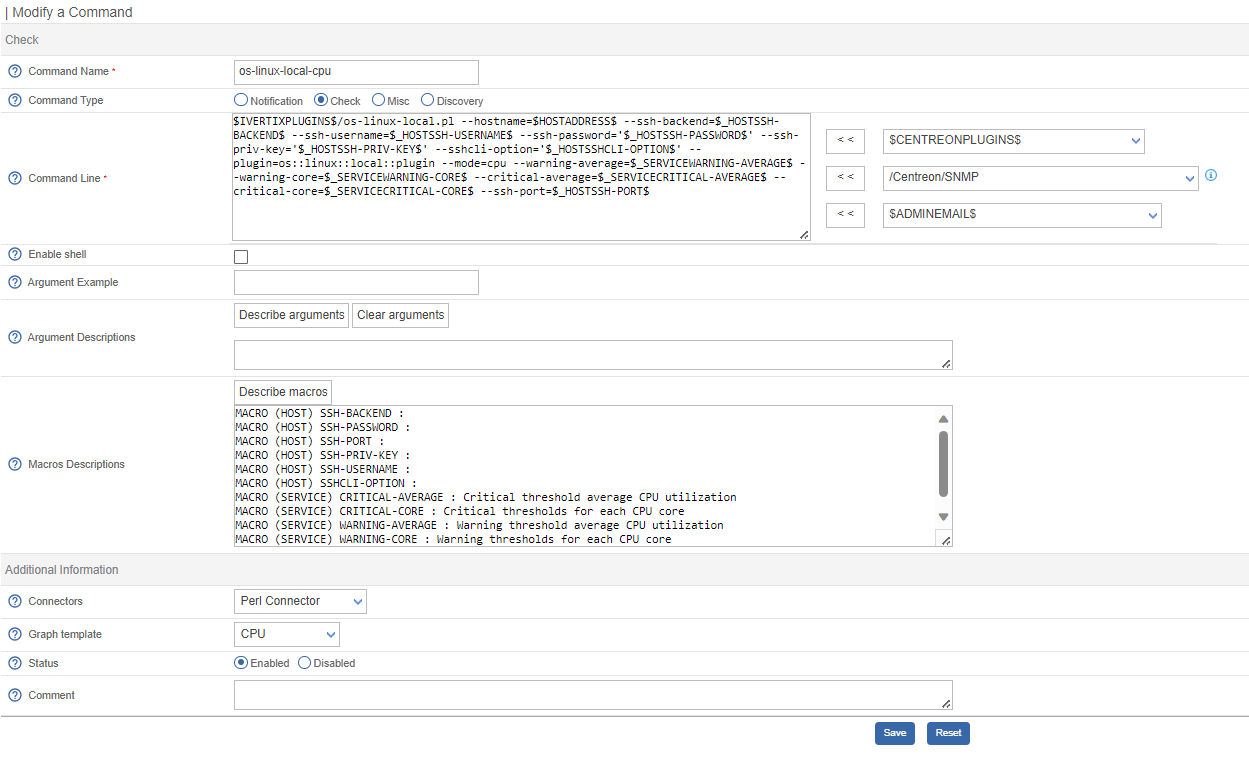 | Modify a Command
Check
Command Name *
os-linux-local-cpu
Command Type
Notification Check Misc Discovery
Command Line *
$IVERTIXPLUGINS$/os-linux-local.pl --hostname=$HOSTADDRESS$ --ssh-backend=$_HOSTSSH-
BACKEND$ --ssh-username=$_HOSTSSH-USERNAME$ --ssh-password='$_HOSTSSH-PASSWORD$' --ssh-
priv-key='$_HOSTSSH-PRIV-KEY$' --sshcli-option='$_HOSTSSHCLI-OPTION$' --
plugin=os::linux::local::plugin --mode=cpu --warning-average=$_SERVICEWARNING-AVERAGE$ -
-warning-core=$_SERVICEWARNING-CORE$ --critical-average=$_SERVICECRITICAL-AVERAGE$ --
critical-core=$_SERVICECRITICAL-CORE$ --ssh-port=$_HOSTSSH-PORT$
< < $CENTREONPLUGINS$
< < /Centreon/SNMP
< < $ADMINEMAIL$
Enable shell
Argument Example
Argument Descriptions
Describe arguments Clear arguments
Macros Descriptions
Describe macros
MACRO (HOST) SSH-BACKEND :
MACRO (HOST) SSH-PASSWORD :
MACRO (HOST) SSH-PORT :
MACRO (HOST) SSH-PRIV-KEY :
MACRO (HOST) SSH-USERNAME :
MACRO (HOST) SSHCLI-OPTION :
MACRO (SERVICE) CRITICAL-AVERAGE : Critical threshold average CPU utilization
MACRO (SERVICE) CRITICAL-CORE : Critical thresholds for each CPU core
MACRO (SERVICE) WARNING-AVERAGE : Warning threshold average CPU utilization
MACRO (SERVICE) WARNING-CORE : Warning thresholds for each CPU core
Additional Information
Connectors
Perl Connector
Graph template
CPU
Status
Enabled Disabled
Comment
Save Reset